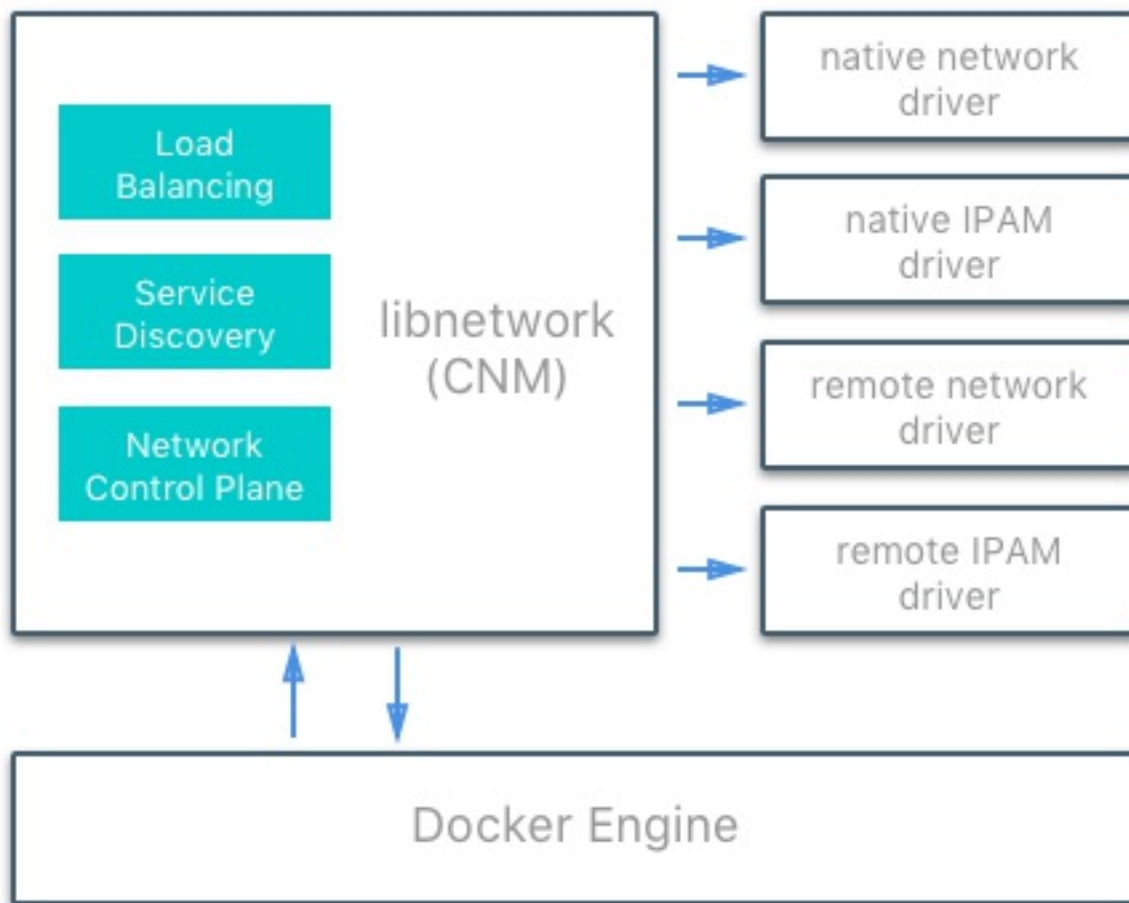 Load
Balancing
Service
Discovery
Network
Control Plane
libnetwork
(CNM)
native network
driver
native IPAM
driver
remote network
driver
remote IPAM
driver
Docker Engine